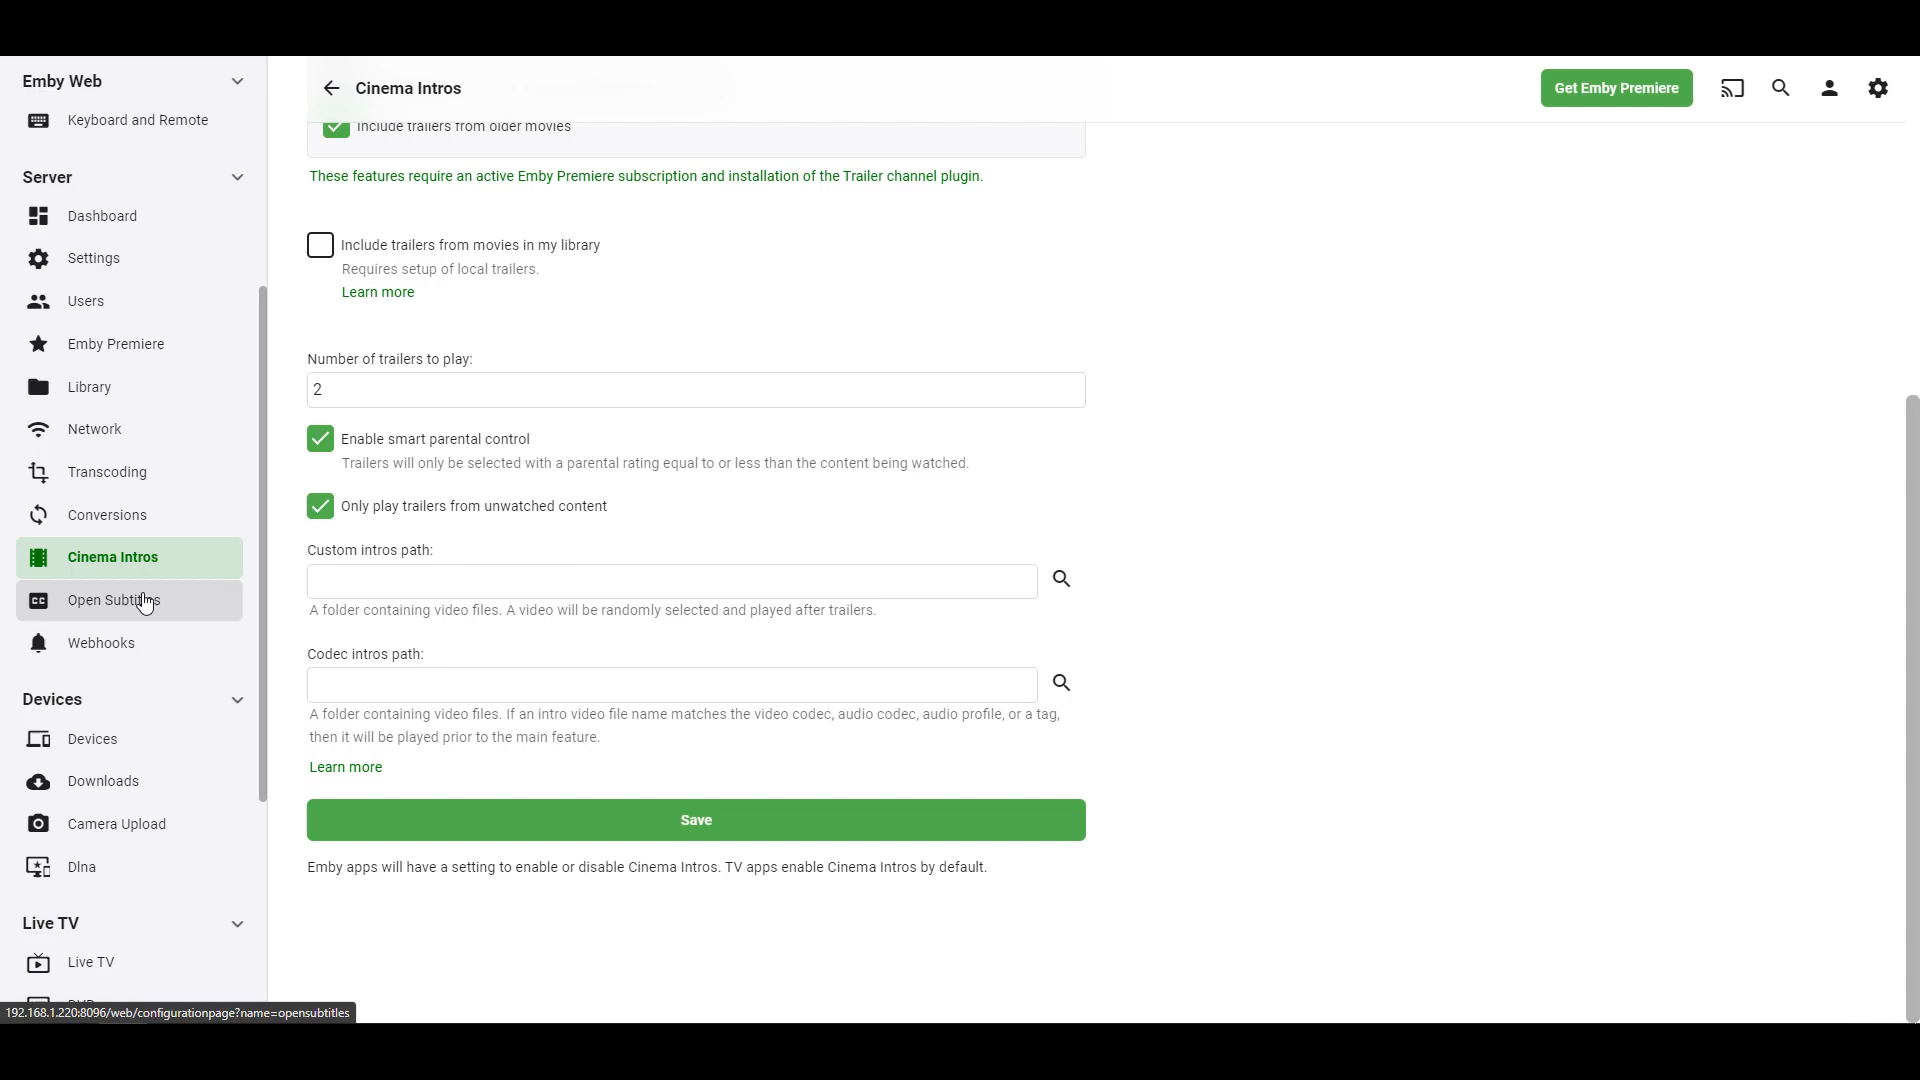 Emby Web
Keyboard and Remote
Server
Dashboard
Settings
Users
Emby Premiere
Library
Network
Transcoding
Conversions
Cinema Intros
Open Subtitles
Webhooks
Devices
Devices
Downloads
Camera Upload
Dlna
Live TV
Live TV
192.168.1.220:8096/web/configurationpage?name=opensubtitles
Cinema Intros
Get Emby Premiere
Include trailers from older movies
These features require an active Emby Premiere subscription and installation of the Trailer channel plugin.
Include trailers from movies in my library
Requires setup of local trailers.
Learn more
Number of trailers to play:
2
Enable smart parental control
Trailers will only be selected with a parental rating equal to or less than the content being watched.
Only play trailers from unwatched content
Custom intros path:
A folder containing video files. A video will be randomly selected and played after trailers.
Codec intros path:
A folder containing video files. If an intro video file name matches the video codec, audio codec, audio profile, or a tag,
then it will be played prior to the main feature.
Learn more
Save
Emby apps will have a setting to enable or disable Cinema Intros. TV apps enable Cinema Intros by default.